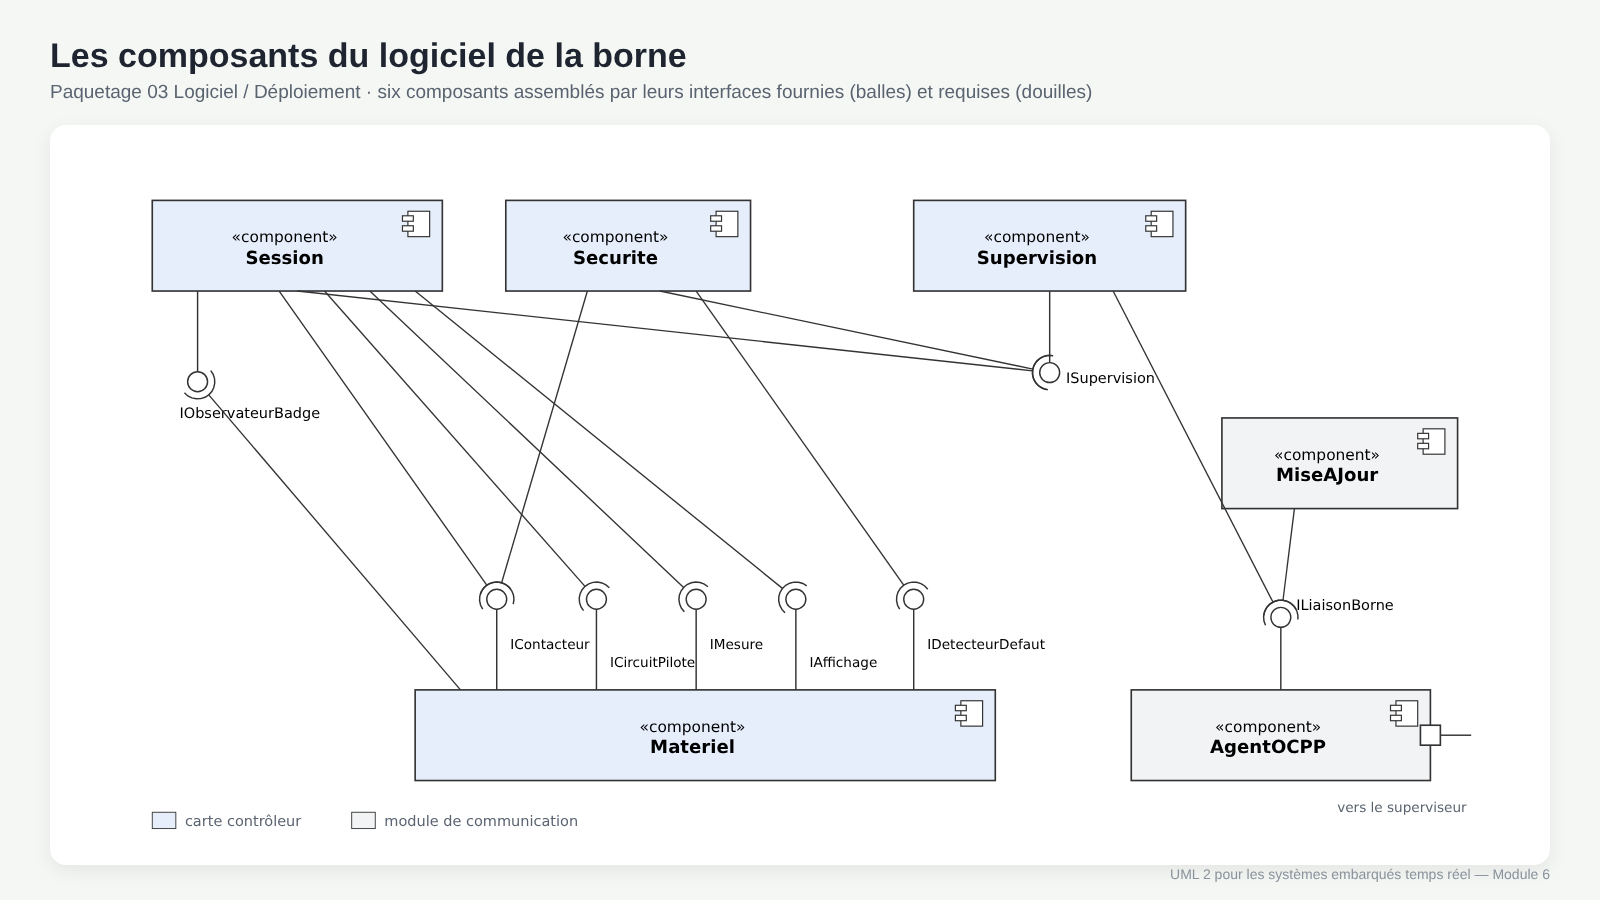 Les composants du logiciel de la borne
Paquetage 03 Logiciel / Déploiement · six composants assemblés par leurs interfaces fournies (balles) et requises (douilles)
«component»
Session
«component»
Securite
«component»
Supervision
ISupervision
IObservateurBadge
«component»
MiseAJour
ILiaisonBorne
IContacteur
ICircuitPilote
IMesure
IAffichage
IDetecteurDefaut
«component»
Materiel
«component»
AgentOCPP
vers le superviseur
carte contrôleur
module de communication
UML 2 pour les systèmes embarqués temps réel — Module 6